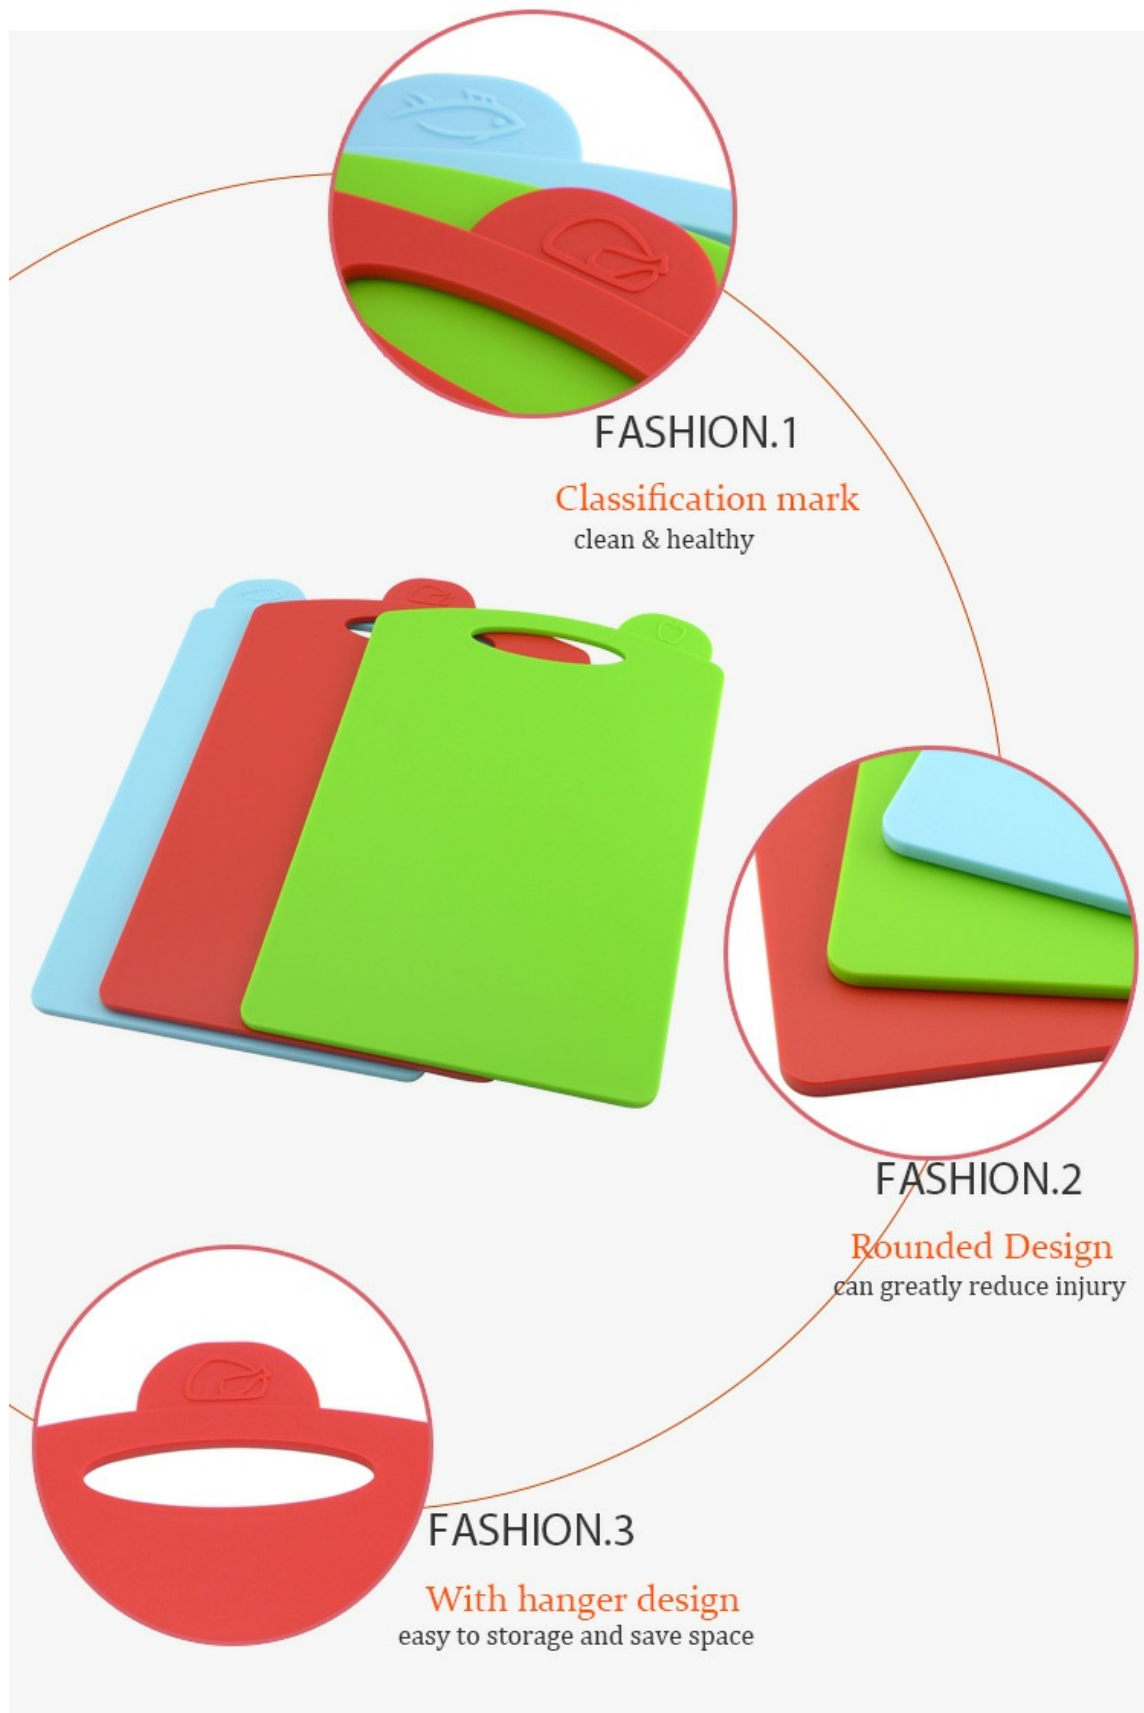 FASHION.1
Classification mark
clean & healthy
FASHION.2
Rounded Design
can greatly reduce injury
FASHION.3
With hanger design
easy to storage and save space